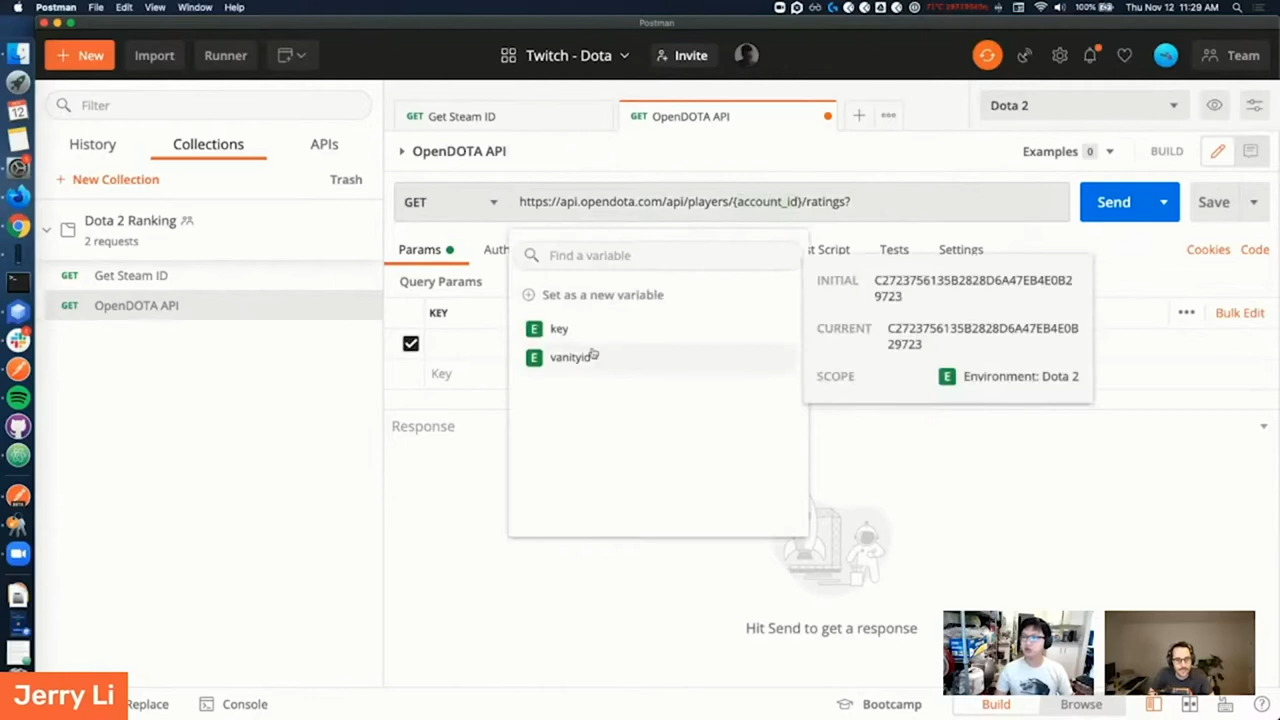 Postman File Edit View Window Help
100%
Thu Nov 12 11:29 AM
Postman
New
Import
Runner
Twitch - Dota
Invite
Team
Filter
History
Collections
APIs
+ New Collection
Trash
Dota 2 Ranking
2 requests
GET Get Steam ID
GET OpenDOTA API
GET Get Steam ID
GET OpenDOTA API
Dota 2
OpenDOTA API
Examples 0
BUILD
GET
https://api.opendota.com/api/players/{account_id}/ratings?
Send
Save
Params
Auth
t Script
Tests
Settings
Cookies
Code
Query Params
KEY
Bulk Edit
Key
Find a variable
Set as a new variable
E key
E vanityid
INITIAL C2723756135B2828D6A47EB4E0B2
9723
CURRENT C2723756135B2828D6A47EB4E0B
29723
SCOPE E Environment: Dota 2
Response
Hit Send to get a response
Jerry Li
Replace
Console
Bootcamp
Build
Browse